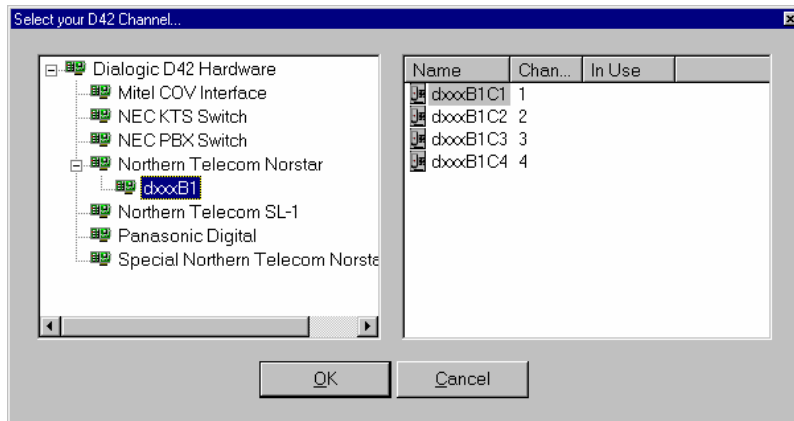 Select your D42 Channel...
Dialogic D42 Hardware
Mitel COV Interface
NEC KTS Switch
NEC PBX Switch
Northern Telecom Norstar
dxxxB1
Northern Telecom SL-1
Panasonic Digital
Special Northern Telecom Norsta
Name Chan... In Use
dxxxB1C1 1
dxxxB1C2 2
dxxxB1C3 3
dxxxB1C4 4
OK Cancel